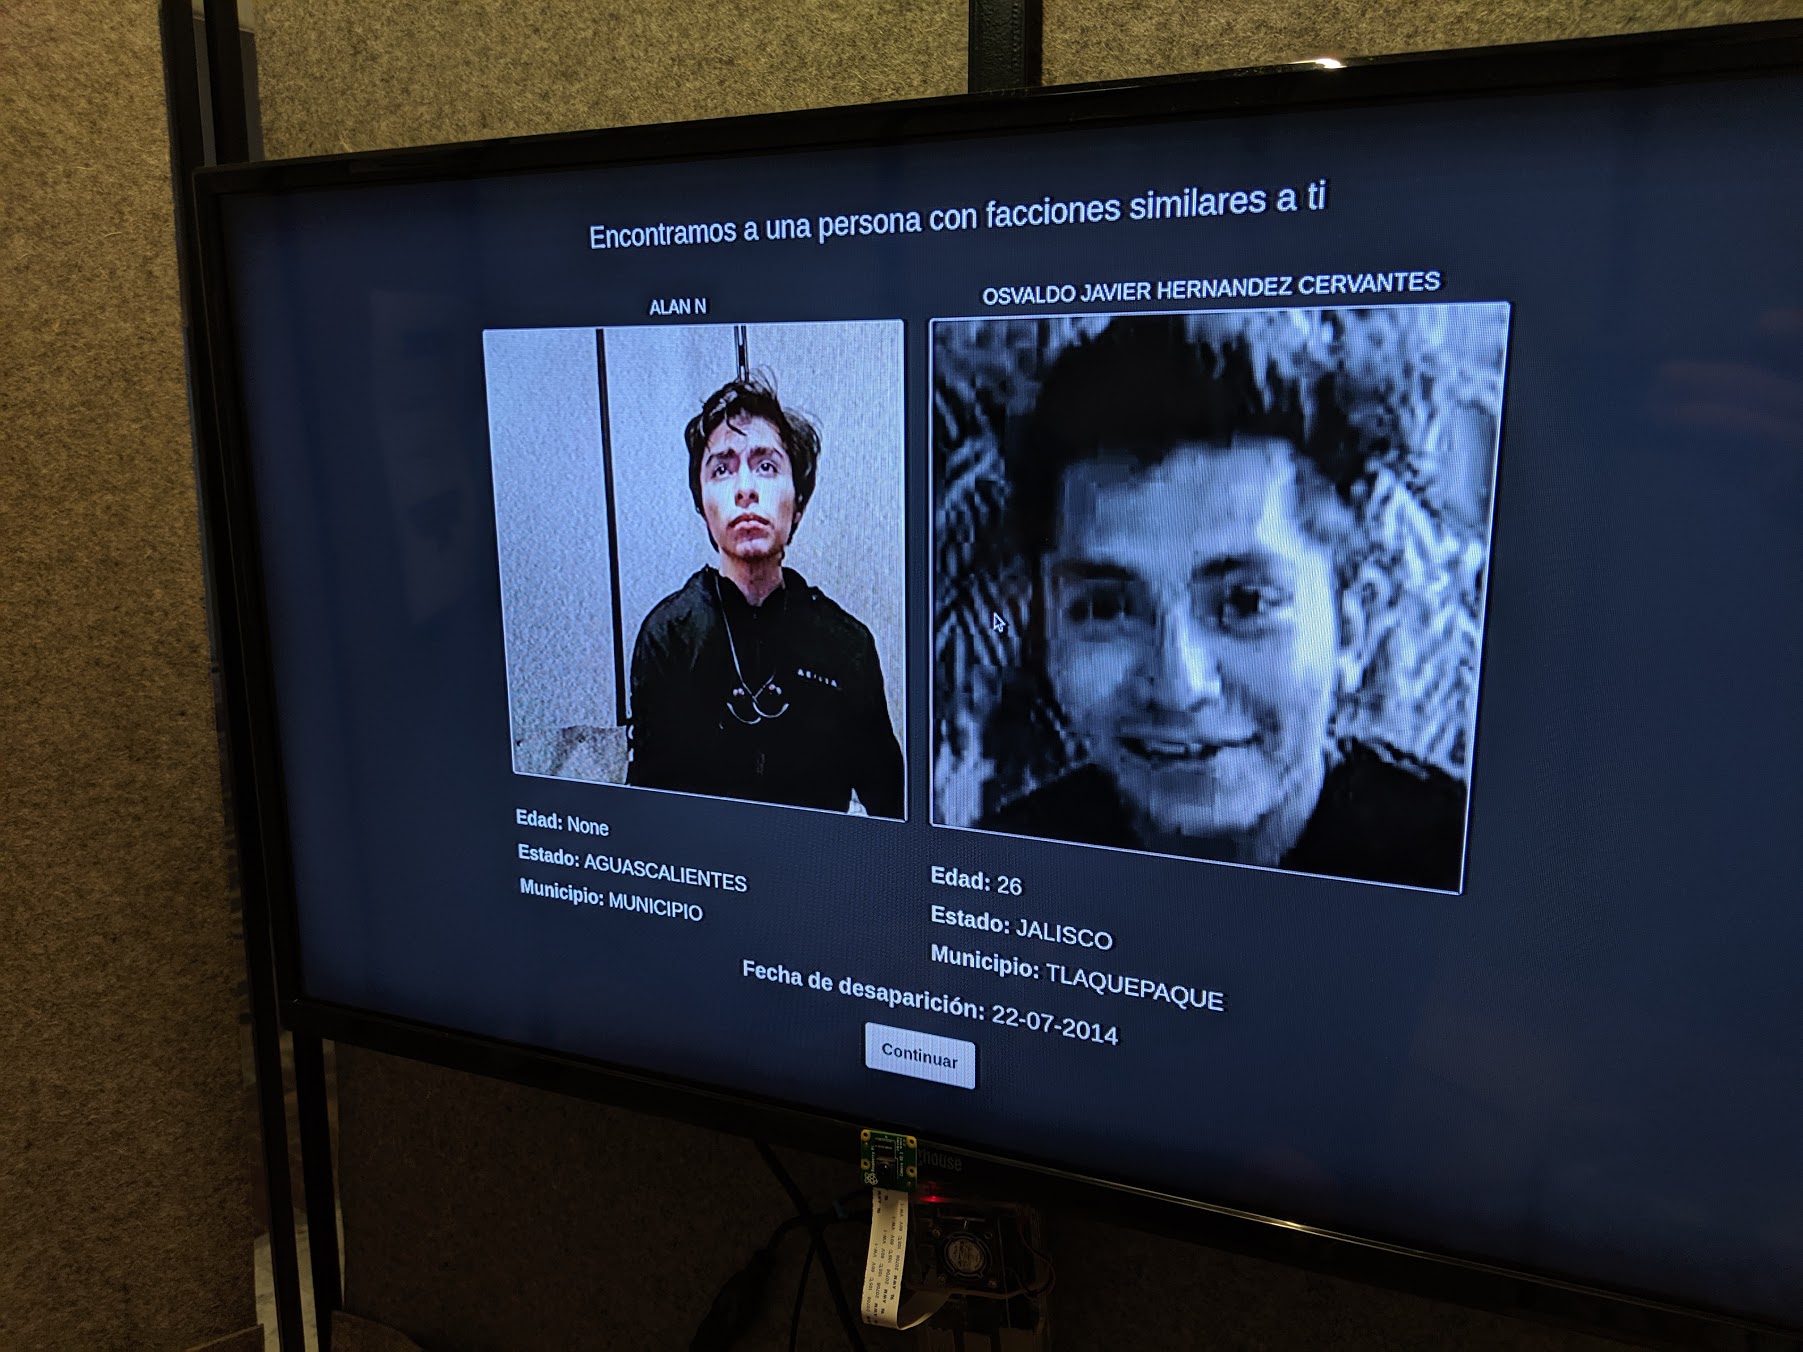 Encontramos a una persona con facciones similares a ti
ALAN N
OSVALDO JAVIER HERNANDEZ CERVANTES
Edad: None
Estado: AGUASCALIENTES
Municipio: MUNICIPIO
Edad: 26
Estado: JALISCO
Municipio: TLAQUEPAQUE
Fecha de desaparición: 22-07-2014
Continuar